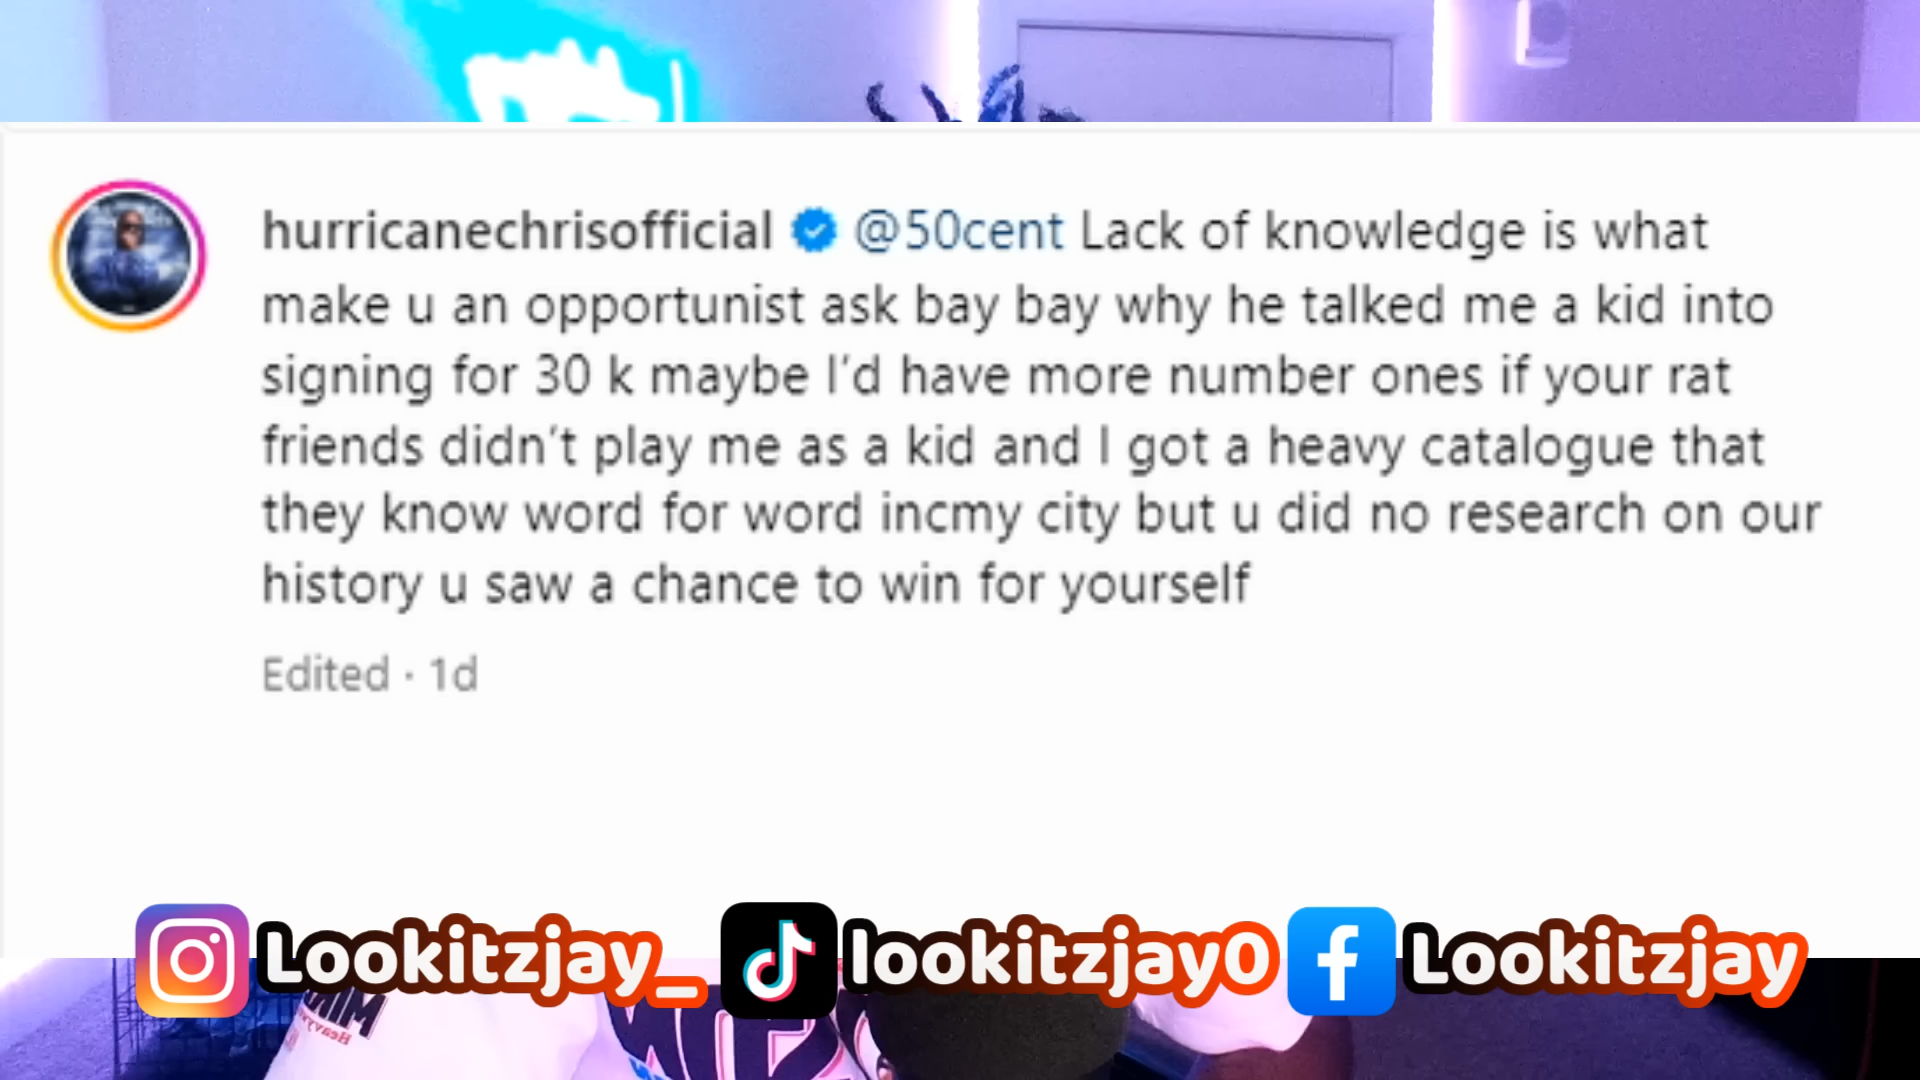 hurricanechrisofficial @50cent Lack of knowledge is what
make u an opportunist ask bay bay why he talked me a kid into
signing for 30 k maybe I'd have more number ones if your rat
friends didn't play me as a kid and I got a heavy catalogue that
they know word for word incmy city but u did no research on our
history u saw a chance to win for yourself
Edited · 1d
Lookitzjay_ lookitzjay0 Lookitzjay